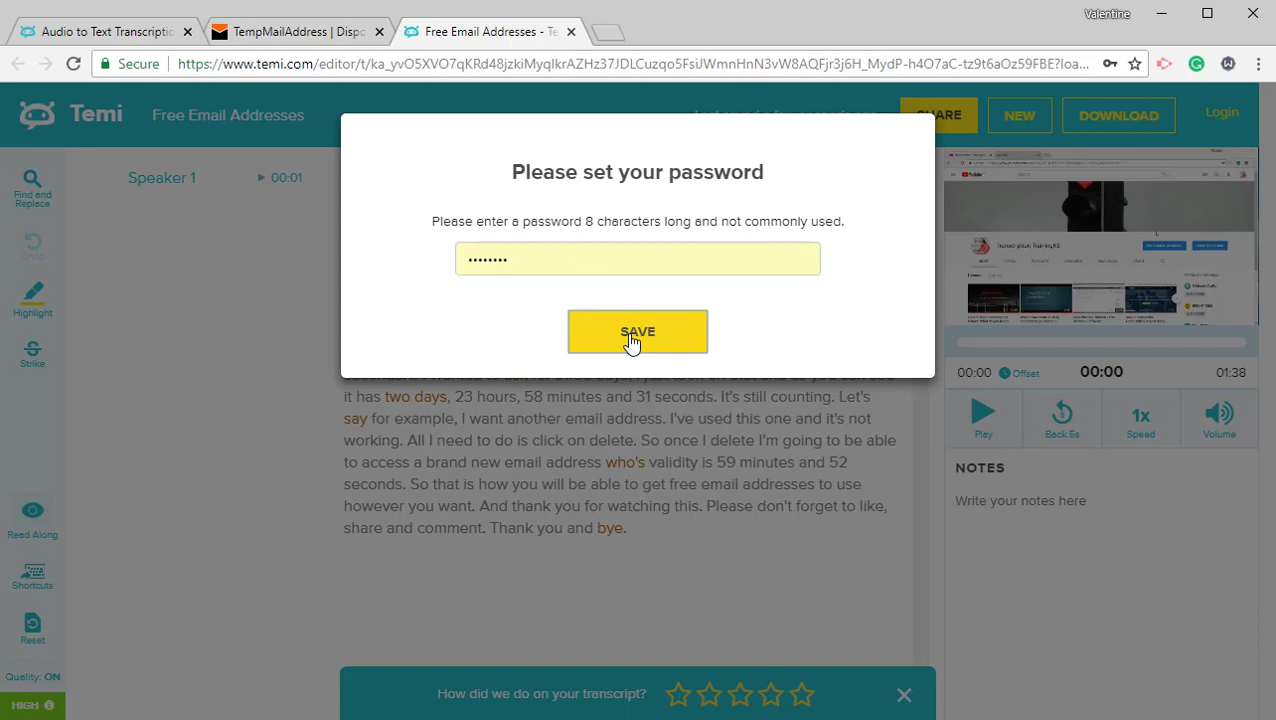 Valentine
Audio to Text Transcriptio
TempMailAddress | Dispo
Free Email Addresses - Te
Secure
https://www.temi.com/editor/t/ka_yvO5XVO7qKRd48jzkiMyqlkrAZHz37JDLCuzqo5FsiJWmnHnN3vW8AQFjr3j6H_MydP-h4O7aC-tz9t6aOz59FBE?loa...
Temi
Free Email Addresses
SHARE
NEW
DOWNLOAD
Login
Find and
Replace
Undo
Highlight
Strike
Read Along
Shortcuts
Reset
Quality: ON
HIGH
Speaker 1
00:01
Please set your password
Please enter a password 8 characters long and not commonly used.
••••••••
SAVE
it has two days, 23 hours, 58 minutes and 31 seconds. It's still counting. Let's
say for example, I want another email address. I've used this one and it's not
working. All I need to do is click on delete. So once I delete I'm going to be able
to access a brand new email address who's validity is 59 minutes and 52
seconds. So that is how you will be able to get free email addresses to use
however you want. And thank you for watching this. Please don't forget to like,
share and comment. Thank you and bye.
How did we do on your transcript?
YouTube
00:00
Offset
00:00
01:38
Play
5
Back 5s
1x
Speed
Volume
NOTES
Write your notes here